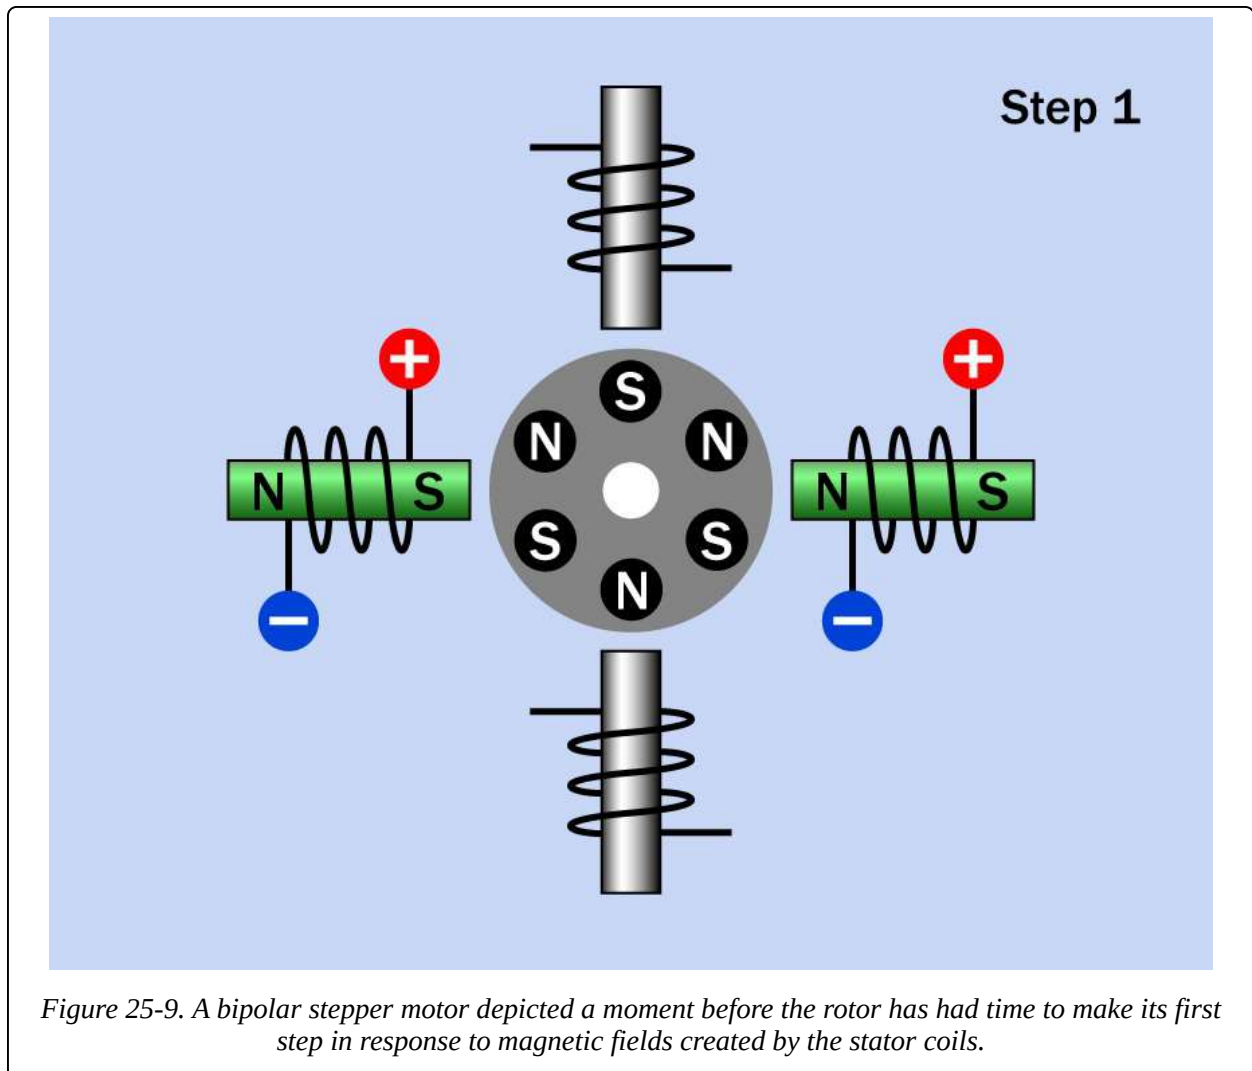 Step 1
+ +
S
N N
N S N S
S S
N
− −
Figure 25-9. A bipolar stepper motor depicted a moment before the rotor has had time to make its first
step in response to magnetic fields created by the stator coils.